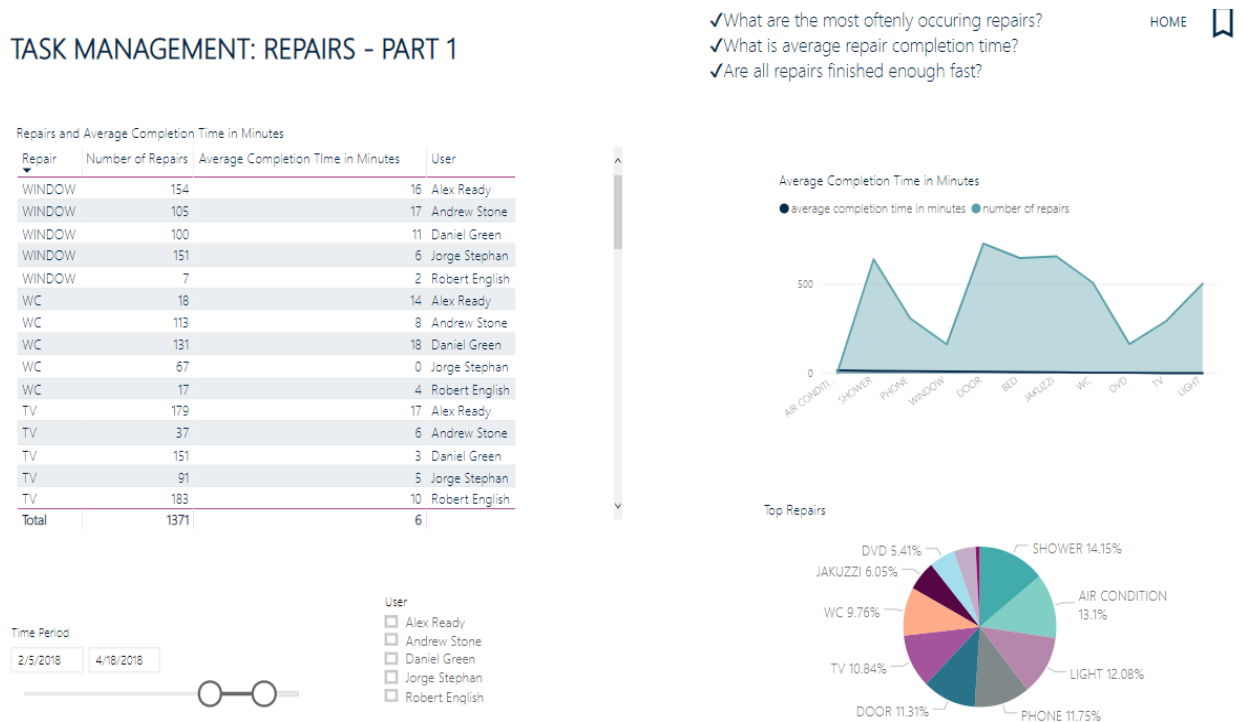 ✓What are the most oftenly occuring repairs?
HOME
TASK MANAGEMENT: REPAIRS - PART 1
✓What is average repair completion time?
✓Are all repairs finished enough fast?
Repairs and Average Completion Time in Minutes
Repair Number of Repairs Average Completion TIme in Minutes User
WINDOW 154 16 Alex Ready
WINDOW 105 17 Andrew Stone
WINDOW 100 11 Daniel Green
WINDOW 151 6 Jorge Stephan
WINDOW 7 2 Robert English
WC 18 14 Alex Ready
WC 113 8 Andrew Stone
WC 131 18 Daniel Green
WC 67 0 Jorge Stephan
WC 17 4 Robert English
TV 179 17 Alex Ready
TV 37 6 Andrew Stone
TV 151 3 Daniel Green
TV 91 5 Jorge Stephan
TV 183 10 Robert English
Total 1371 6
Average Completion Time in Minutes
average completion time in minutes number of repairs
500
0
AIR CONDITI... SHOWER PHONE WINDOW DOOR BED JAKUZZI WC DVD TV LIGHT
Top Repairs
DVD 5.41%
SHOWER 14.15%
JAKUZZI 6.05%
AIR CONDITION
13.1%
WC 9.76%
TV 10.84%
LIGHT 12.08%
DOOR 11.31%
PHONE 11.75%
Time Period
2/5/2018 4/18/2018
User
Alex Ready
Andrew Stone
Daniel Green
Jorge Stephan
Robert English